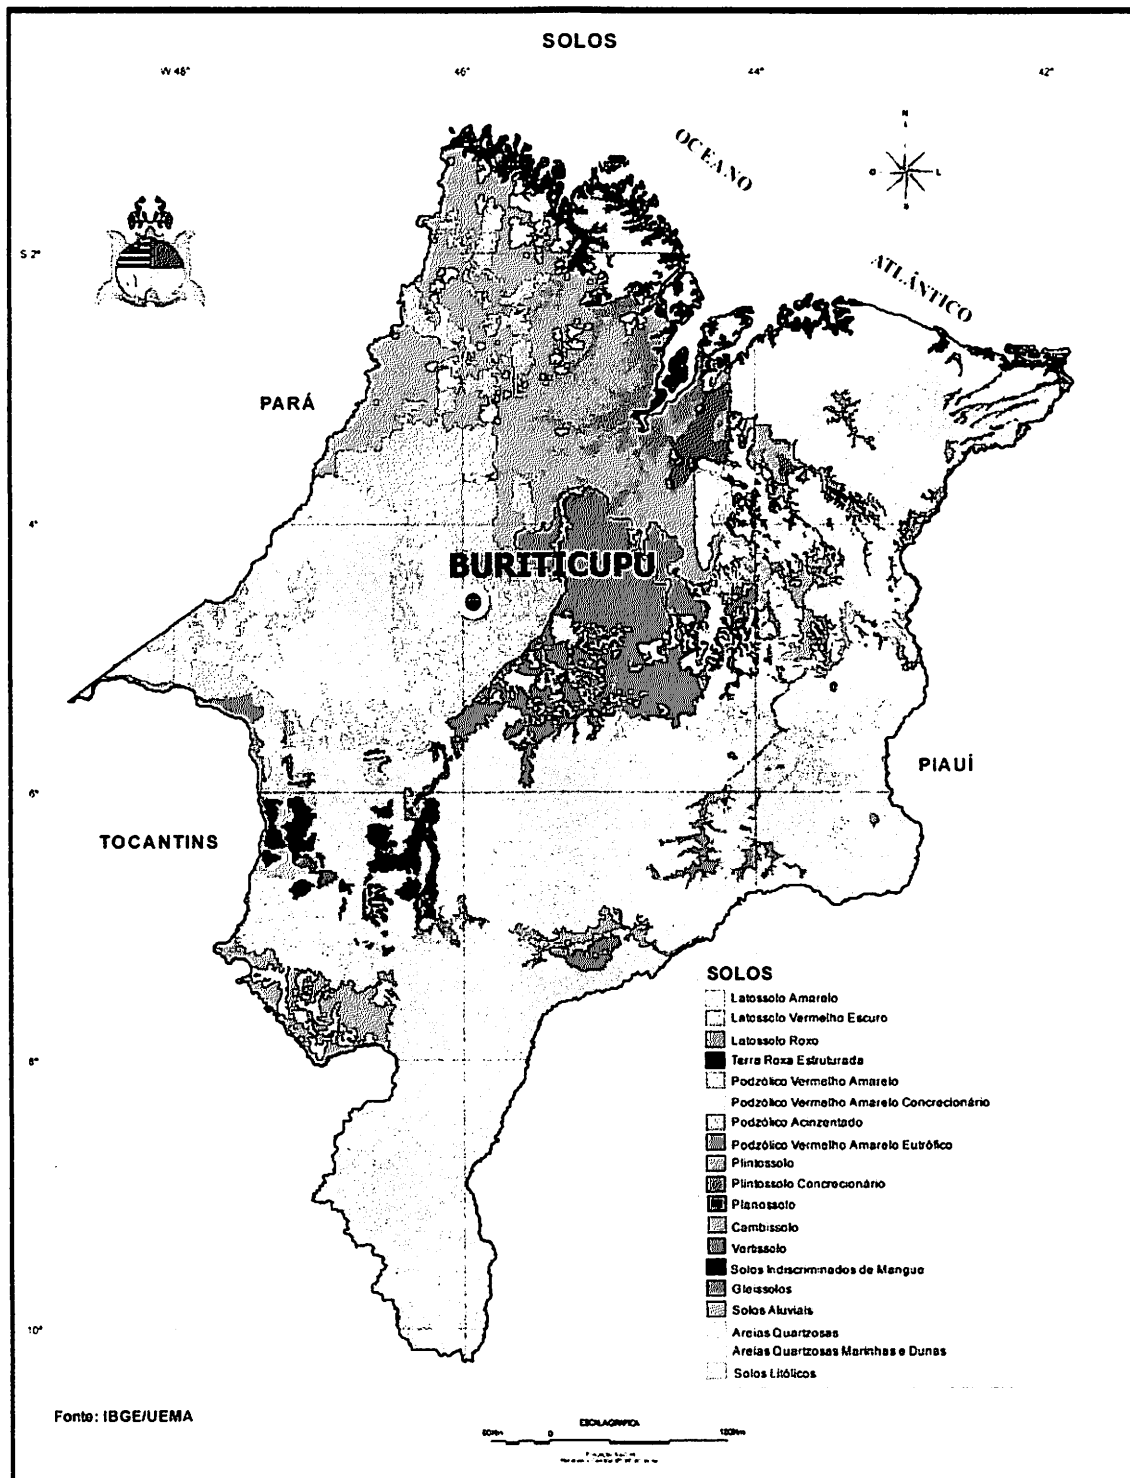 SOLOS
W 48° 46° 44° 42°
N
O L
S
OCEANO
ATLÂNTICO
S 2°
PARÁ
4°
BURITICUPU
PIAUÍ
6°
TOCANTINS
8°
10°
SOLOS
Latossolo Amarelo
Latossolo Vermelho Escuro
Latossolo Roxo
Terra Roxa Estruturada
Podzólico Vermelho Amarelo
Podzólico Vermelho Amarelo Concrecionário
Podzólico Acinzentado
Podzólico Vermelho Amarelo Eutrófico
Plintossolo
Plintossolo Concrecionário
Planossolo
Cambissolo
Vertissolo
Solos Indiscriminados de Mangue
Gleissolos
Solos Aluviais
Areias Quartzosas
Areias Quartzosas Marinhas e Dunas
Solos Litólicos
Fonte: IBGE/UEMA
ESCALA GRÁFICA
0